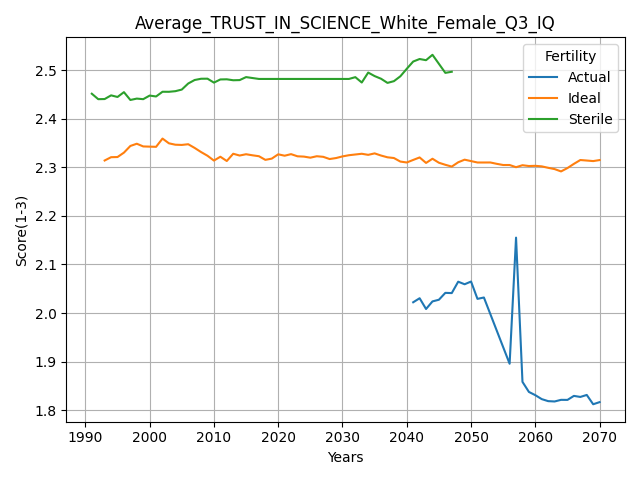 Average_TRUST_IN_SCIENCE_White_Female_Q3_IQ
Fertility
Actual
Ideal
Sterile
Score(1-3)
2.5
2.4
2.3
2.2
2.1
2.0
1.9
1.8
1990 2000 2010 2020 2030 2040 2050 2060 2070
Years